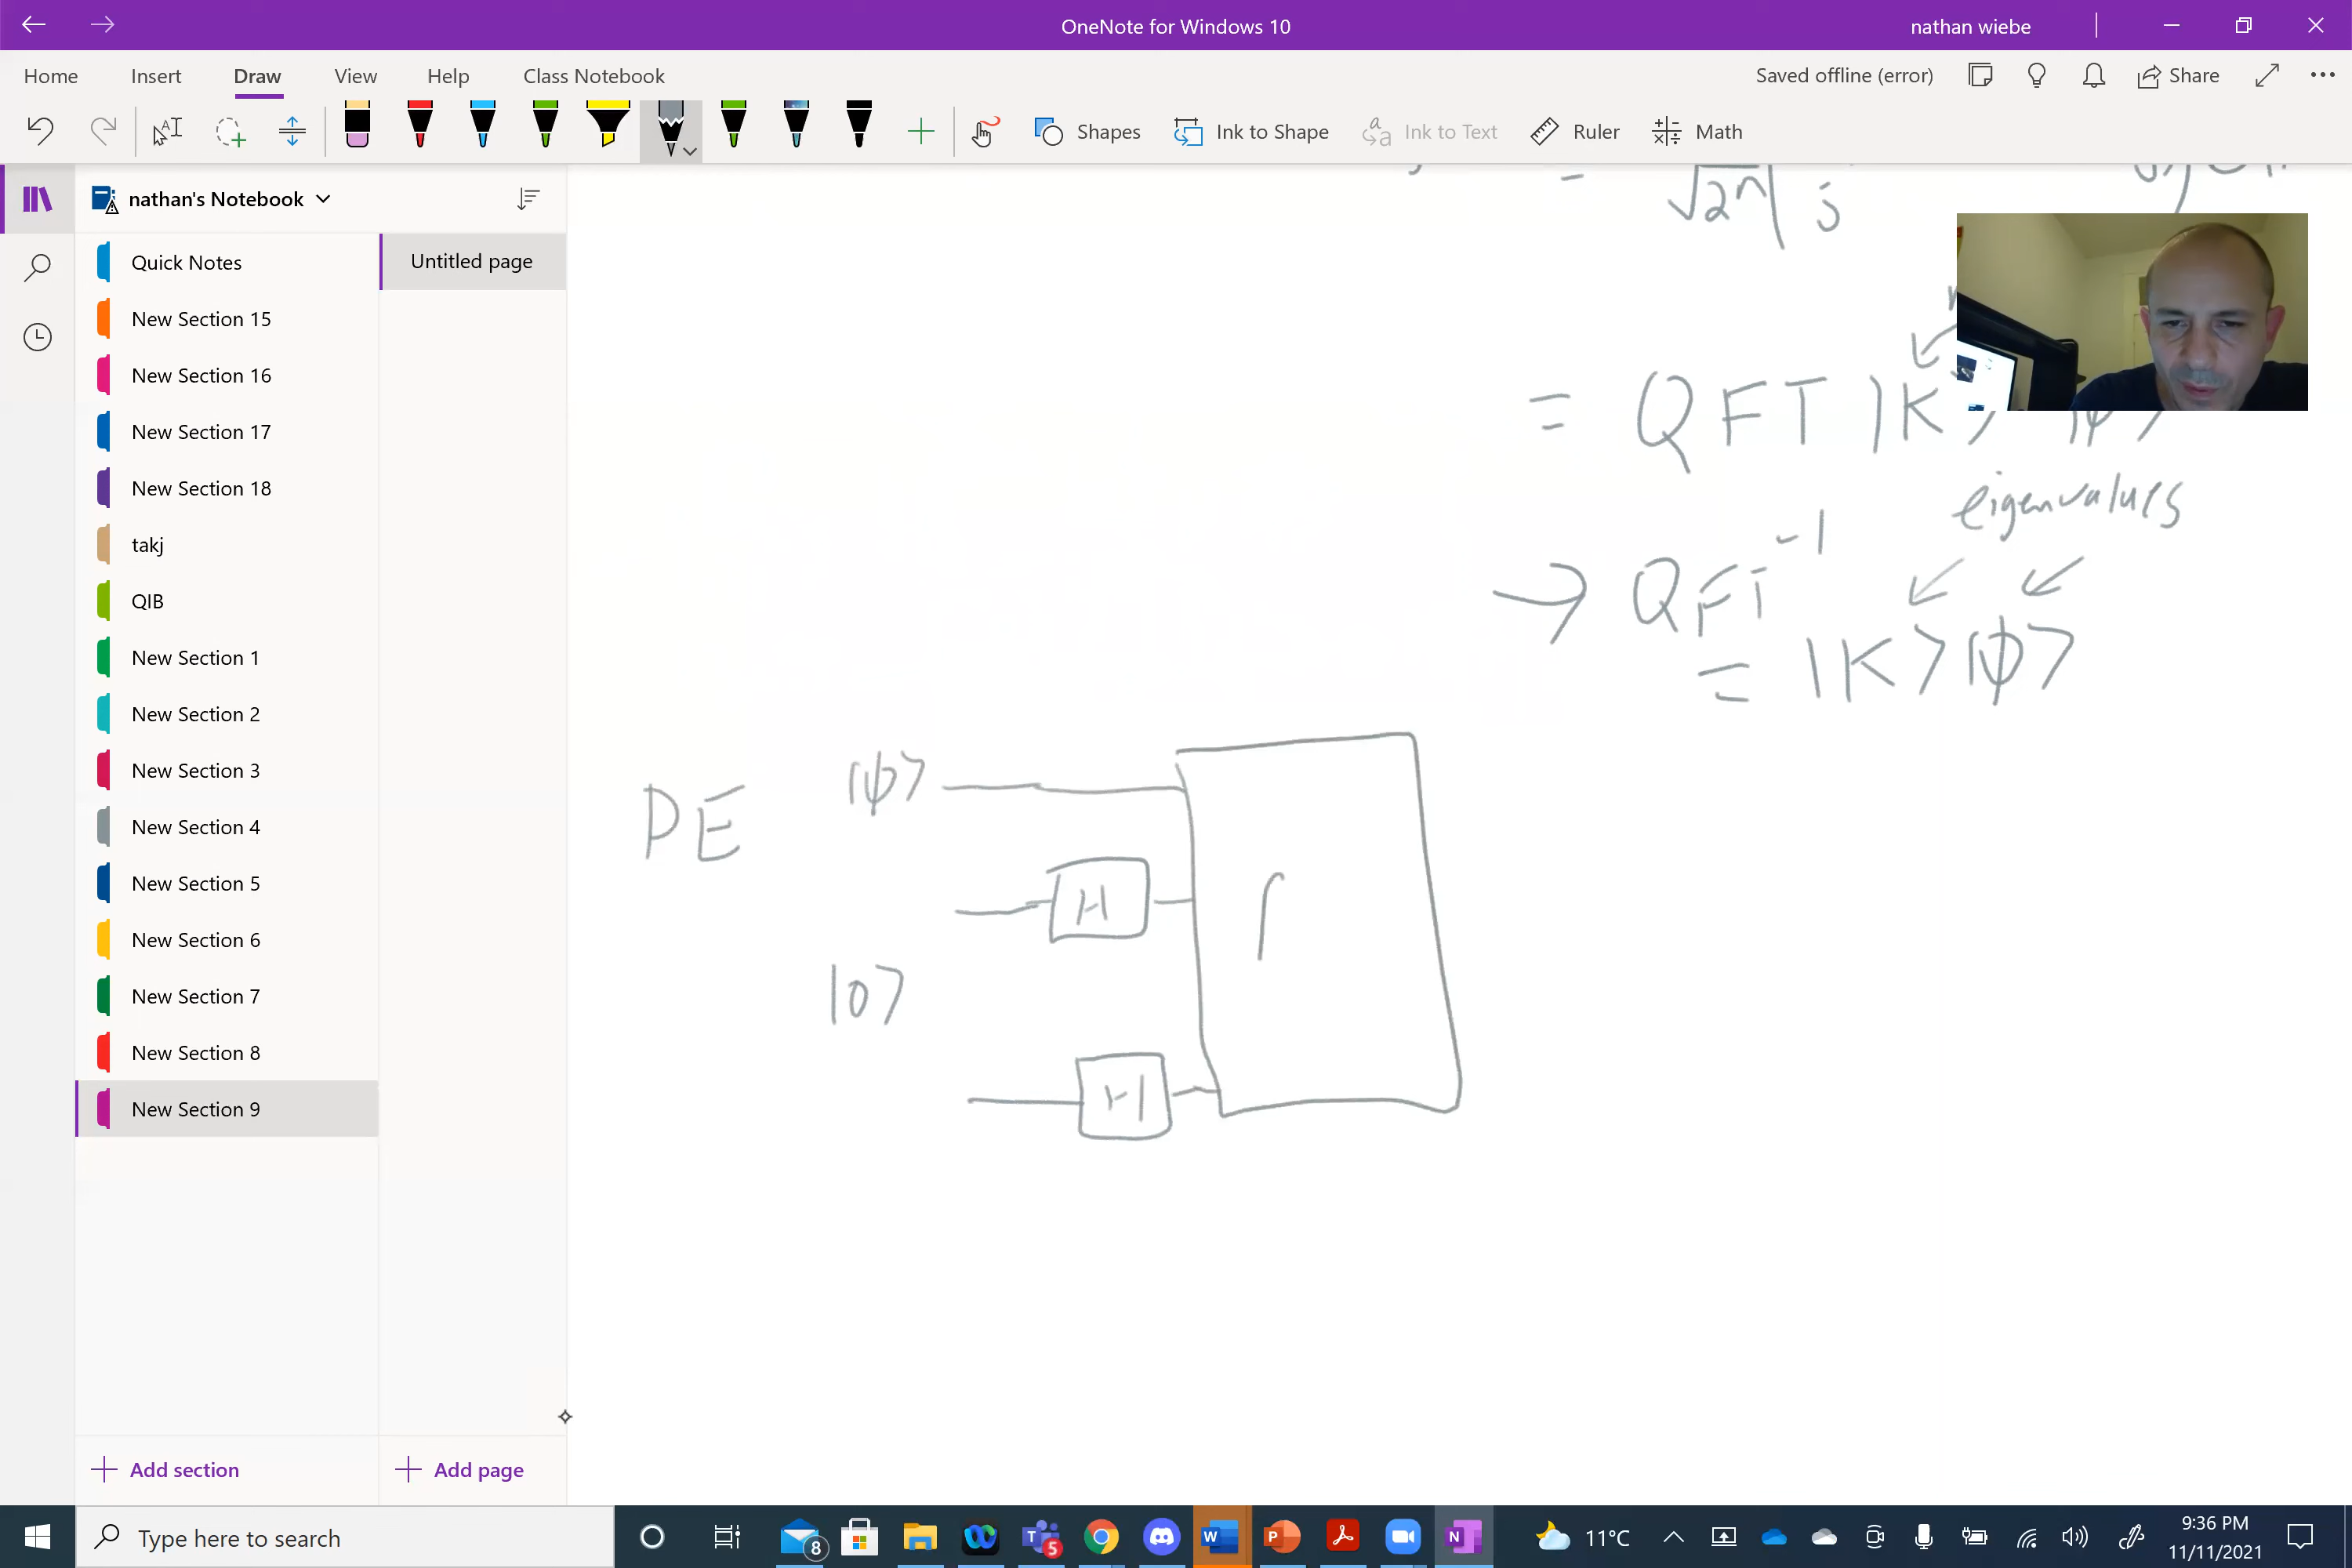 OneNote for Windows 10
nathan wiebe
Home Insert Draw View Help Class Notebook
Saved offline (error) Share
Shapes Ink to Shape Ink to Text Ruler Math
nathan's Notebook
Quick Notes
New Section 15
New Section 16
New Section 17
New Section 18
takj
QIB
New Section 1
New Section 2
New Section 3
New Section 4
New Section 5
New Section 6
New Section 7
New Section 8
New Section 9
Add section
Untitled page
Add page
= √2ⁿ j
= QFT |K> |ψ>
eigenvalues
→ QFT⁻¹
= |K>|ψ>
PE |ψ>
H
|0>
H
Type here to search
8
5
11°C
9:36 PM
11/11/2021